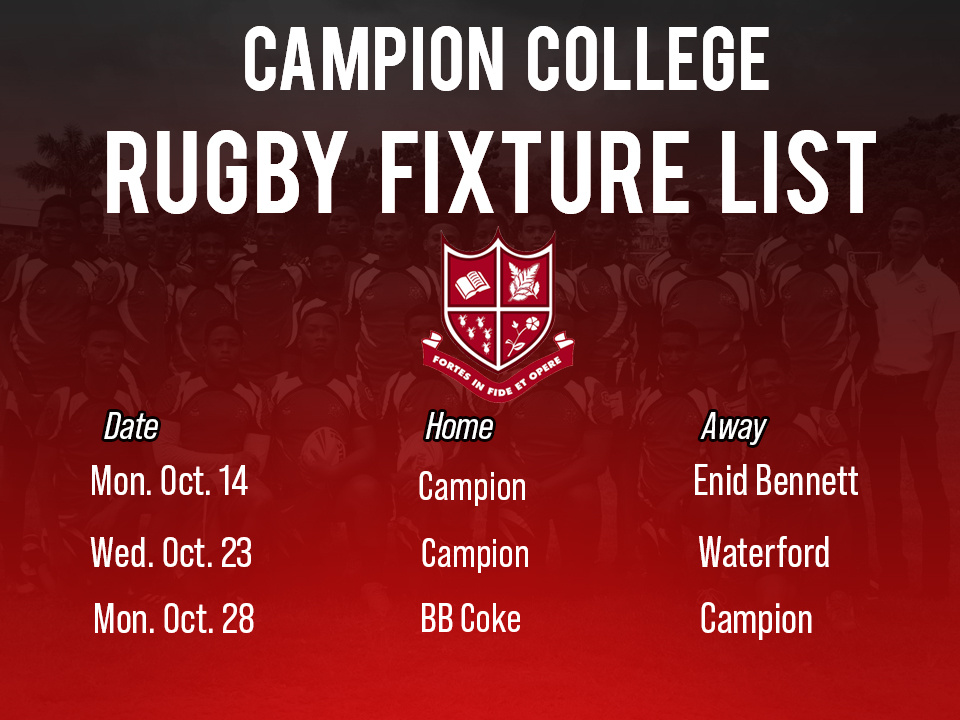 CAMPION COLLEGE
RUGBY FIXTURE LIST
FORTES IN FIDE ET OPERE
Date Home Away
Mon. Oct. 14 Campion Enid Bennett
Wed. Oct. 23 Campion Waterford
Mon. Oct. 28 BB Coke Campion